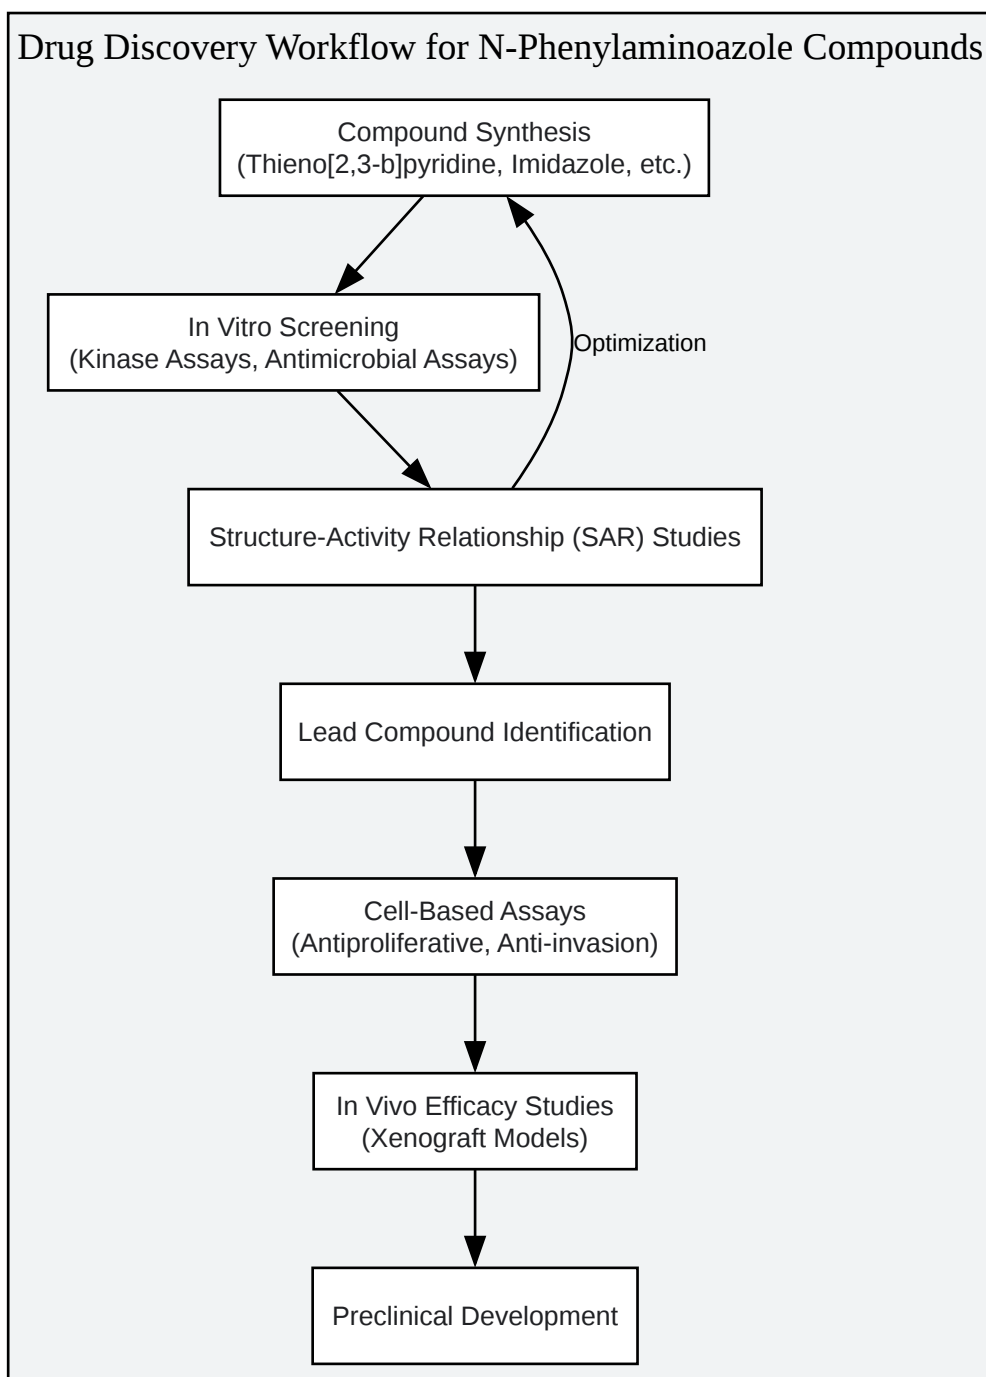 Drug Discovery Workflow for N-Phenylaminoazole Compounds
Compound Synthesis
(Thieno[2,3-b]pyridine, Imidazole, etc.)
In Vitro Screening
(Kinase Assays, Antimicrobial Assays)
Optimization
Structure-Activity Relationship (SAR) Studies
Lead Compound Identification
Cell-Based Assays
(Antiproliferative, Anti-invasion)
In Vivo Efficacy Studies
(Xenograft Models)
Preclinical Development